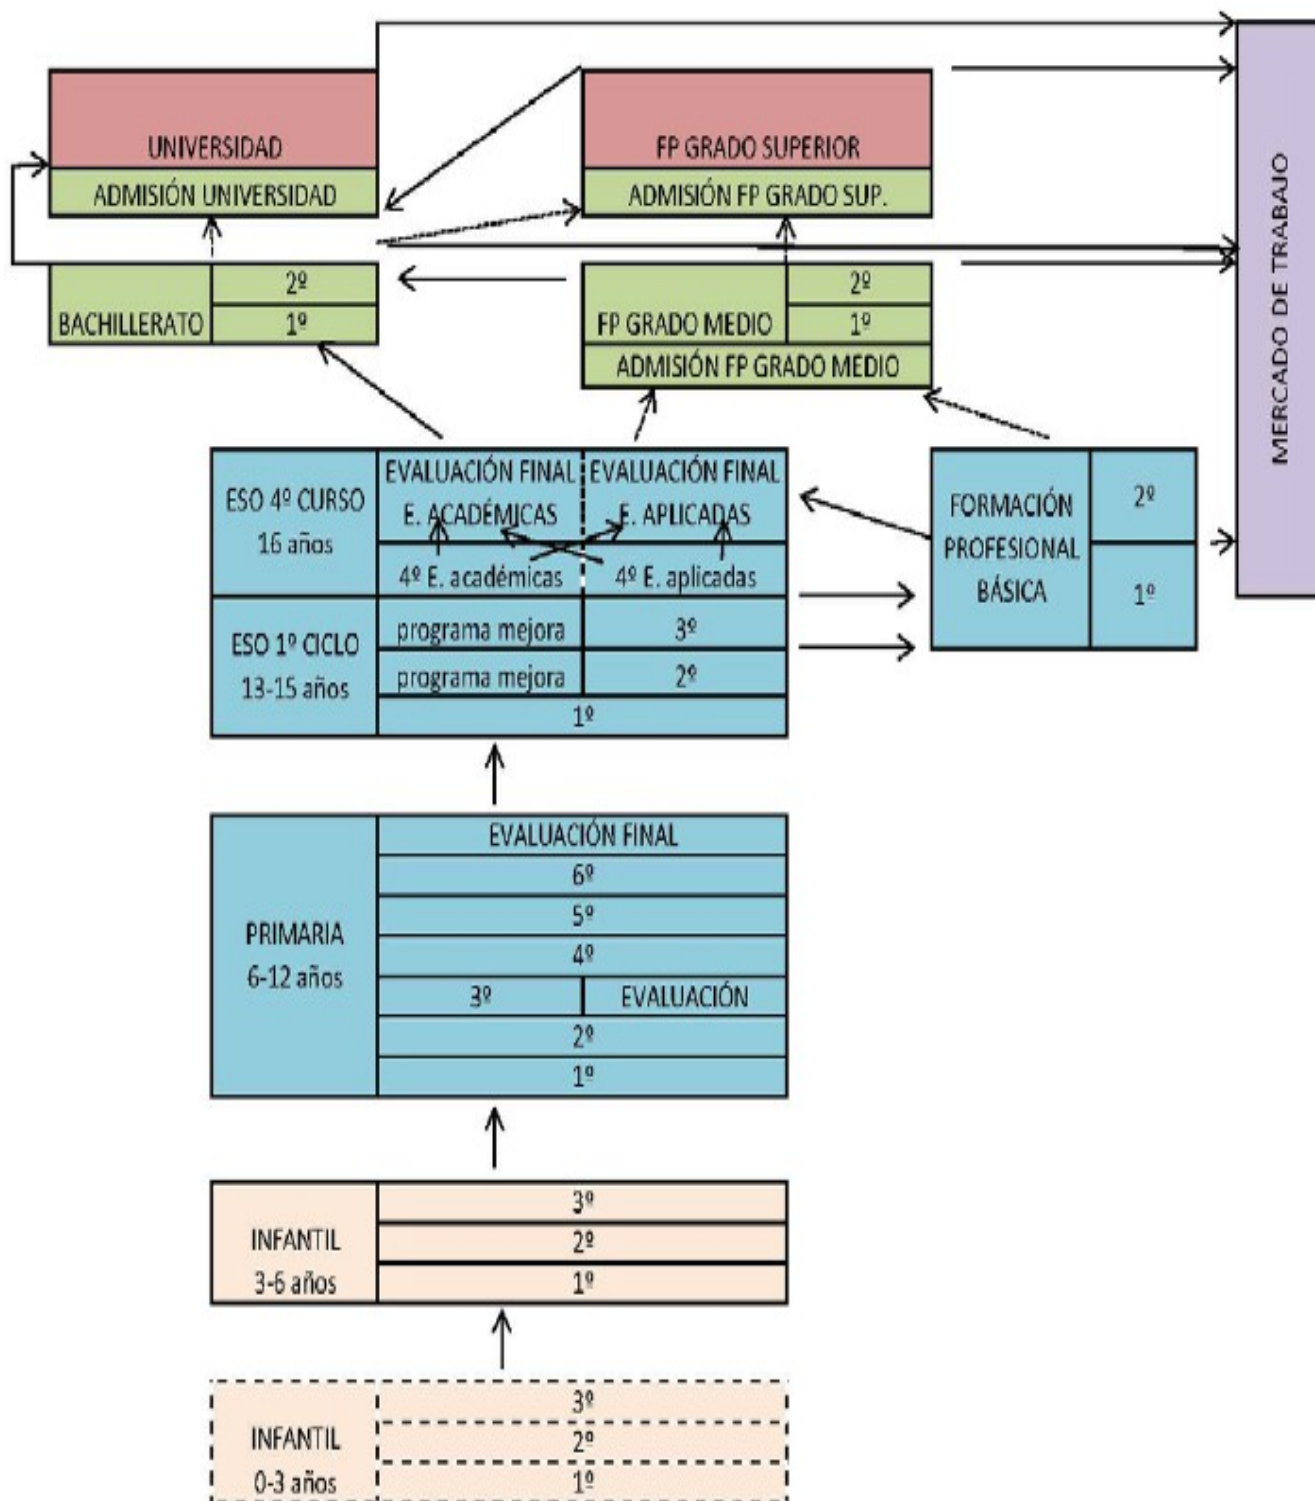 UNIVERSIDAD
FP GRADO SUPERIOR
ADMISIÓN UNIVERSIDAD
ADMISIÓN FP GRADO SUP.
MERCADO DE TRABAJO
BACHILLERATO
2º
1º
FP GRADO MEDIO
2º
1º
ADMISIÓN FP GRADO MEDIO
ESO 4º CURSO
16 años
EVALUACIÓN FINAL
E. ACADÉMICAS
EVALUACIÓN FINAL
E. APLICADAS
4º E. académicas
4º E. aplicadas
FORMACIÓN
PROFESIONAL
BÁSICA
2º
1º
ESO 1º CICLO
13-15 años
programa mejora
3º
programa mejora
2º
1º
PRIMARIA
6-12 años
EVALUACIÓN FINAL
6º
5º
4º
3º
EVALUACIÓN
2º
1º
INFANTIL
3-6 años
3º
2º
1º
INFANTIL
0-3 años
3º
2º
1º